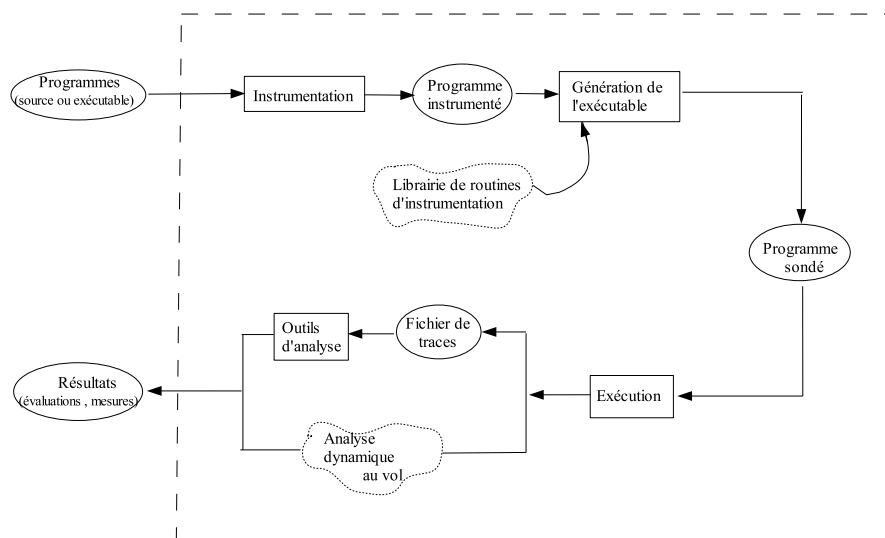 Programmes
(source ou exécutable)
Instrumentation
Programme
instrumenté
Génération de
l'exécutable
Librairie de routines
d'instrumentation
Programme
sondé
Outils
d'analyse
Fichier de
traces
Résultats
(évaluations , mesures)
Exécution
Analyse
dynamique
au vol